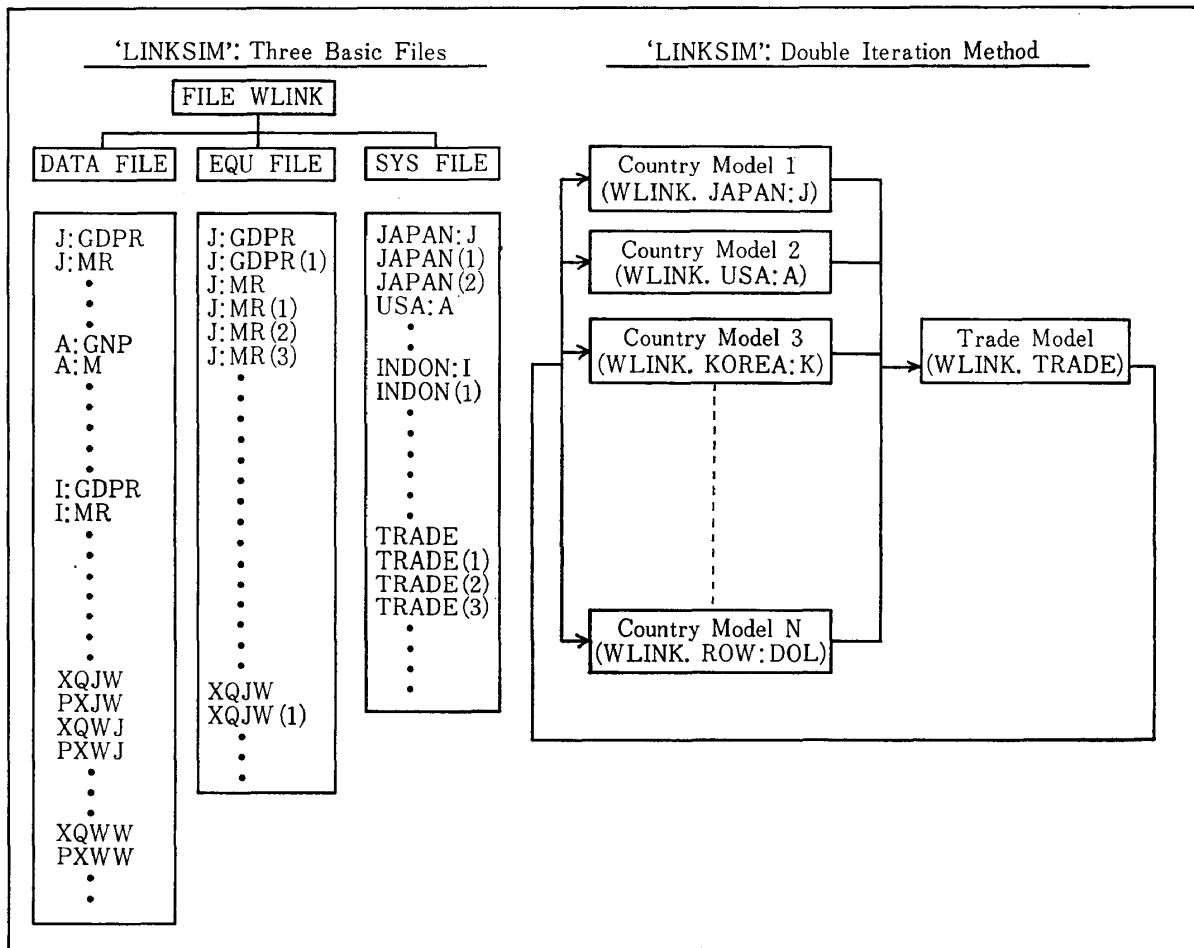 'LINKSIM': Three Basic Files
FILE WLINK
DATA FILE
EQU FILE
SYS FILE
J:GDPR
J:MR
A:GNP
A:M
I:GDPR
I:MR
XQJW
PXJW
XQWJ
PXWJ
XQWW
PXWW
J:GDPR
J:GDPR(1)
J:MR
J:MR(1)
J:MR(2)
J:MR(3)
XQJW
XQJW(1)
JAPAN:J
JAPAN(1)
JAPAN(2)
USA:A
INDON:I
INDON(1)
TRADE
TRADE(1)
TRADE(2)
TRADE(3)
'LINKSIM': Double Iteration Method
Country Model 1
(WLINK. JAPAN:J)
Country Model 2
(WLINK. USA:A)
Country Model 3
(WLINK. KOREA:K)
Country Model N
(WLINK. ROW:DOL)
Trade Model
(WLINK. TRADE)